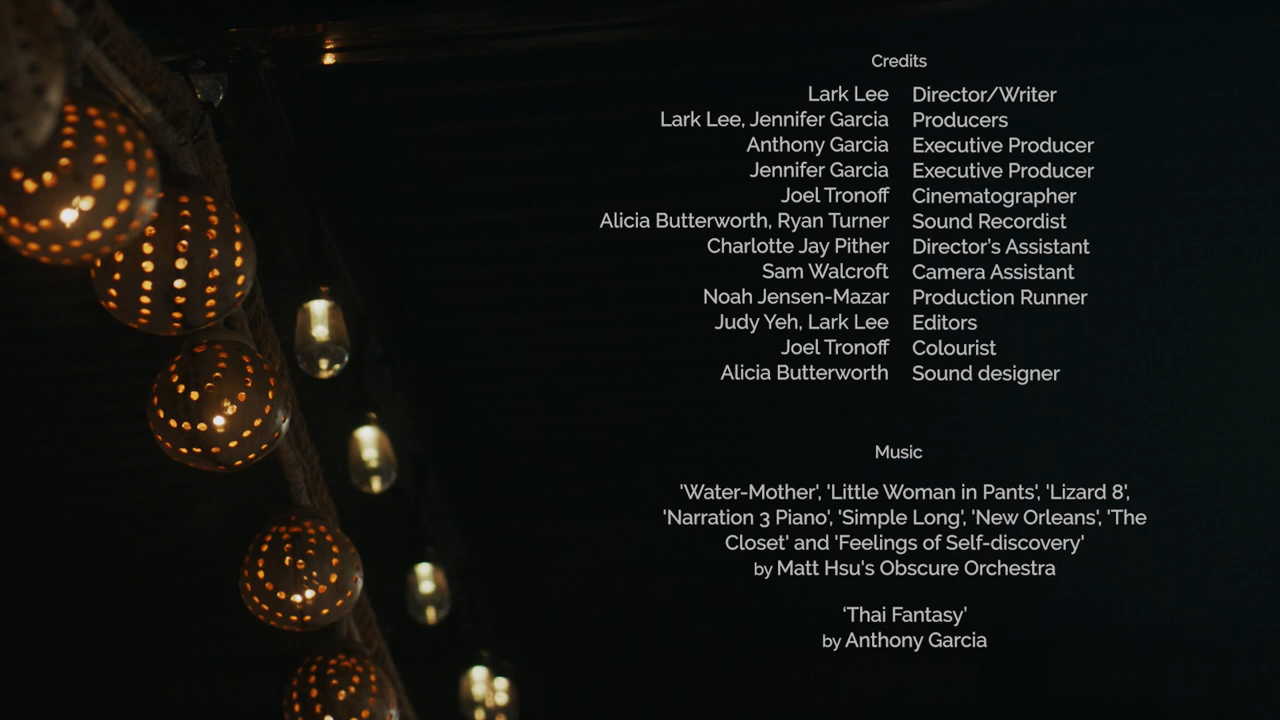 Credits
Lark Lee Director/Writer
Lark Lee, Jennifer Garcia Producers
Anthony Garcia Executive Producer
Jennifer Garcia Executive Producer
Joel Tronoff Cinematographer
Alicia Butterworth, Ryan Turner Sound Recordist
Charlotte Jay Pither Director’s Assistant
Sam Walcroft Camera Assistant
Noah Jensen-Mazar Production Runner
Judy Yeh, Lark Lee Editors
Joel Tronoff Colourist
Alicia Butterworth Sound designer
Music
'Water-Mother', 'Little Woman in Pants', 'Lizard 8',
'Narration 3 Piano', 'Simple Long', 'New Orleans', 'The
Closet' and 'Feelings of Self-discovery'
by Matt Hsu's Obscure Orchestra
‘Thai Fantasy’
by Anthony Garcia